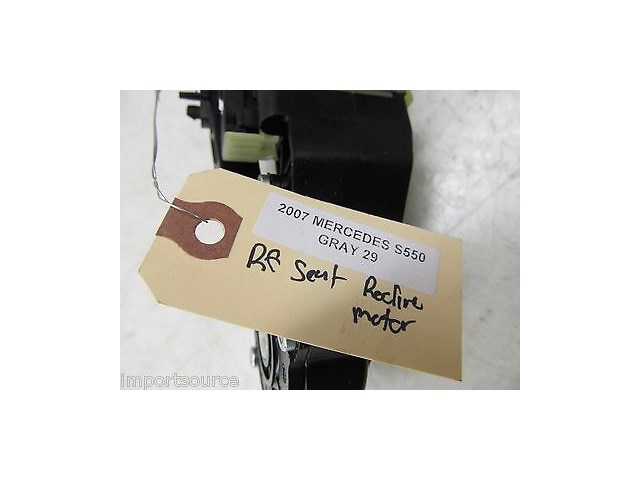 2007 MERCEDES S550
GRAY 29
RF Seat Recline
motor
importsource